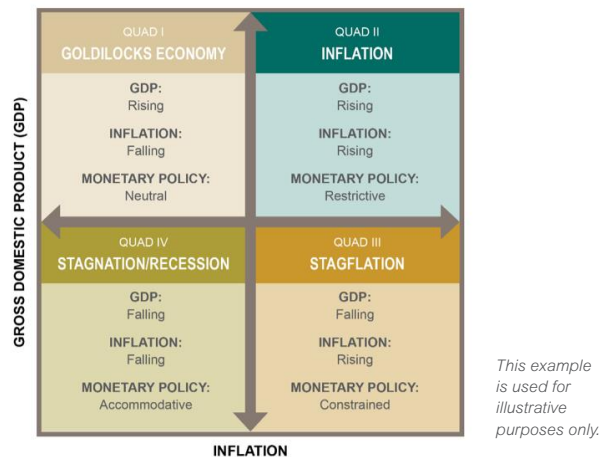 GROSS DOMESTIC PRODUCT (GDP)
QUAD I
GOLDILOCKS ECONOMY
GDP:
Rising
INFLATION:
Falling
MONETARY POLICY:
Neutral
QUAD II
INFLATION
GDP:
Rising
INFLATION:
Rising
MONETARY POLICY:
Restrictive
QUAD IV
STAGNATION/RECESSION
GDP:
Falling
INFLATION:
Falling
MONETARY POLICY:
Accommodative
QUAD III
STAGFLATION
GDP:
Falling
INFLATION:
Rising
MONETARY POLICY:
Constrained
INFLATION
This example
is used for
illustrative
purposes only.